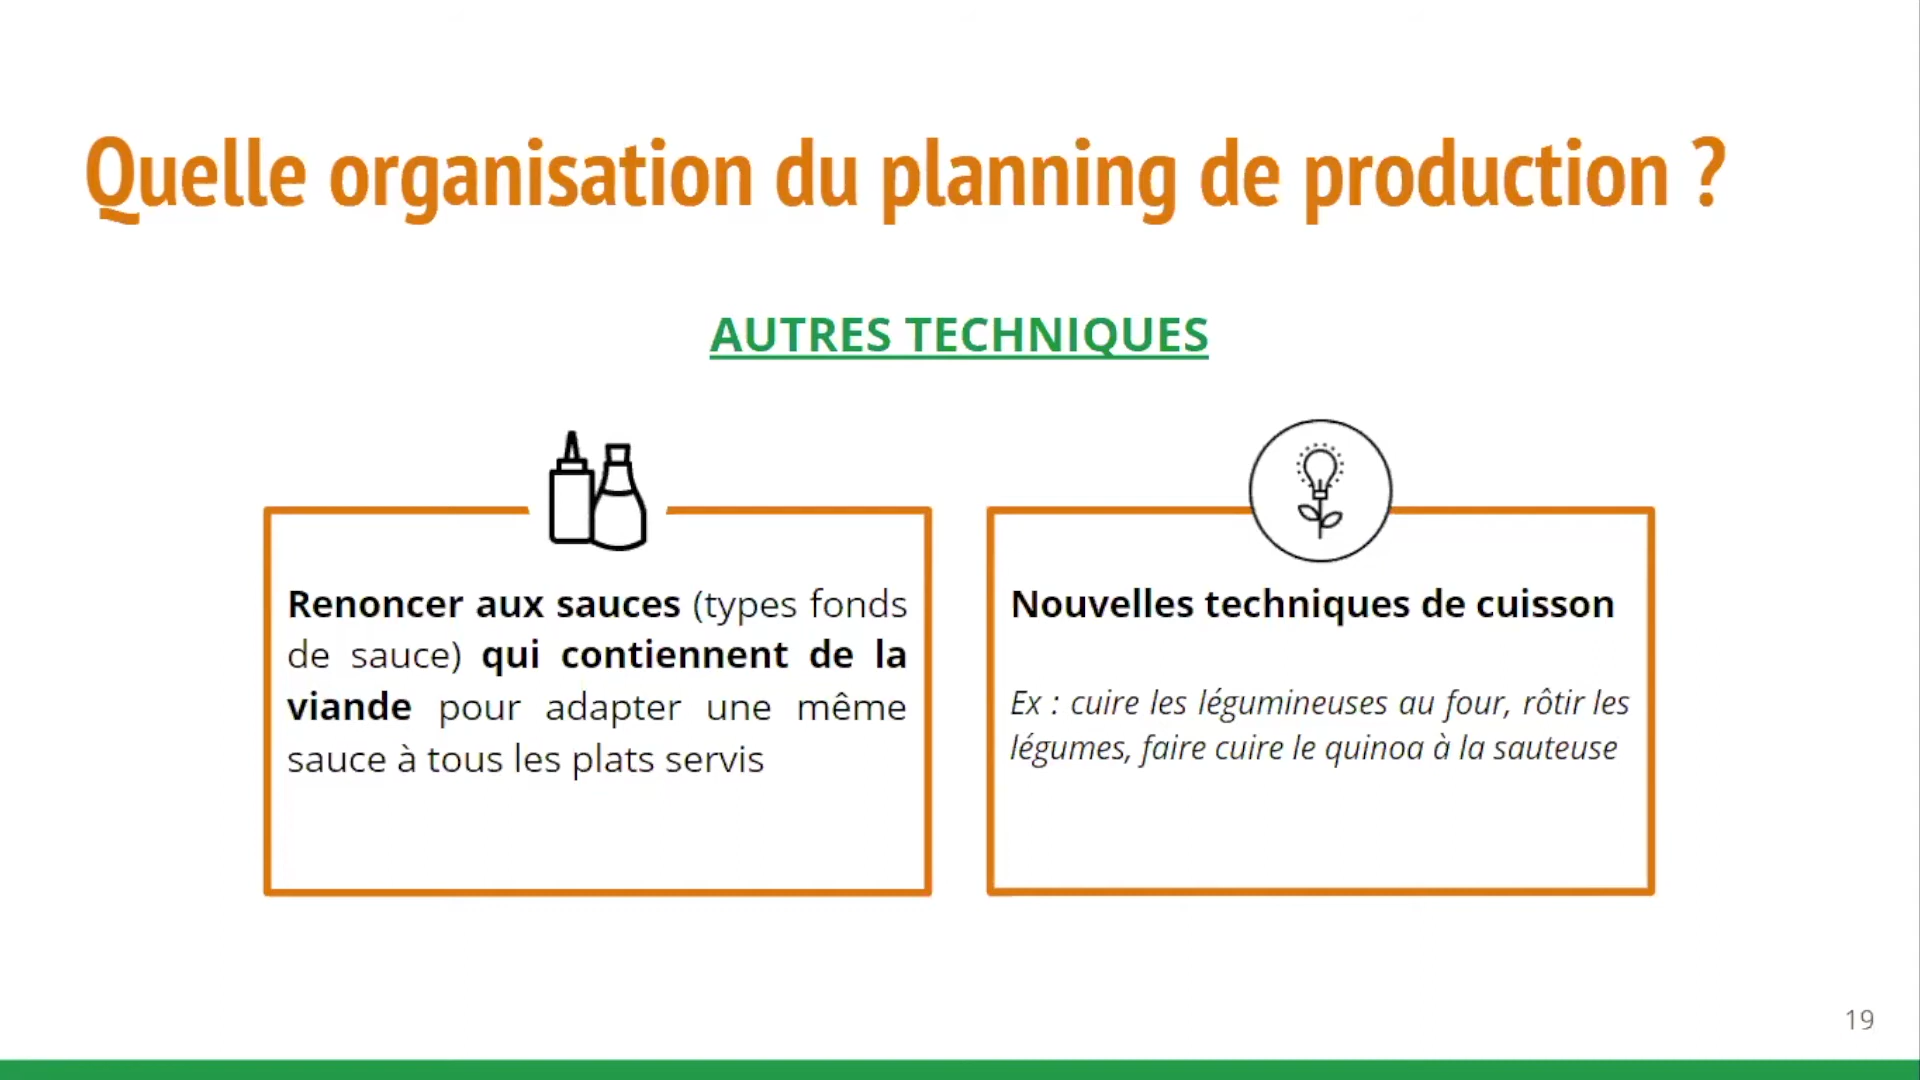 Quelle organisation du planning de production ?
AUTRES TECHNIQUES
Renoncer aux sauces (types fonds
de sauce) qui contiennent de la
viande pour adapter une même
sauce à tous les plats servis
Nouvelles techniques de cuisson
Ex : cuire les légumineuses au four, rôtir les
légumes, faire cuire le quinoa à la sauteuse
19